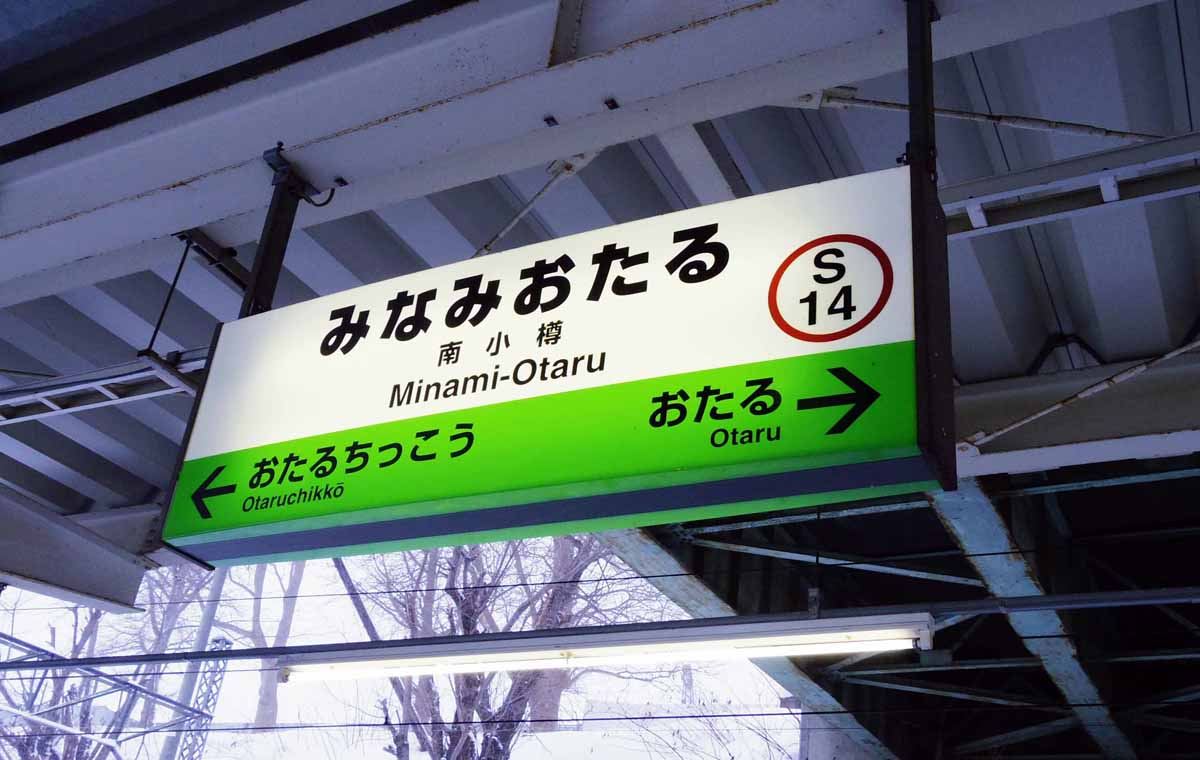 みなみおたる
南小樽
Minami-Otaru
S
14
← おたるちっこう
Otaruchikkō
おたる →
Otaru